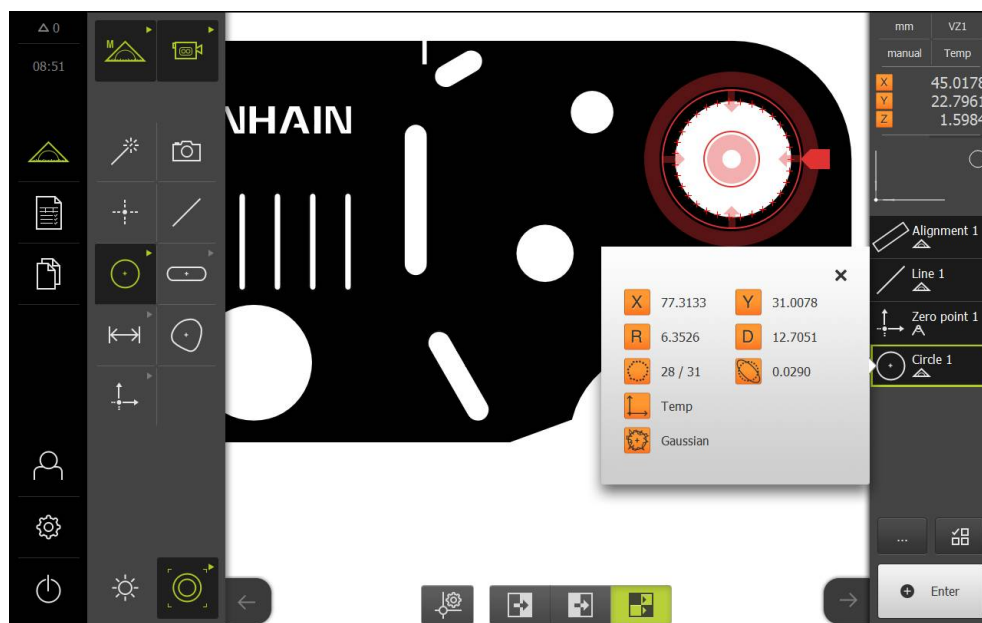 △ 0
08:51
M
NHAIN
mm
VZ1
manual
Temp
X 45.0178
Y 22.7961
Z 1.5984
Alignment 1
Line 1
Zero point 1
Circle 1
X 77.3133 Y 31.0078
R 6.3526 D 12.7051
28 / 31 0.0290
Temp
Gaussian
...
Enter